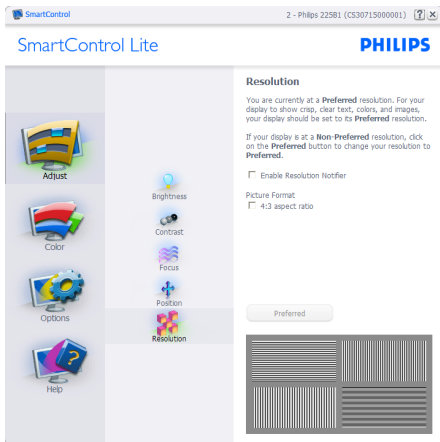 SmartControl
2 - Philips 225B1 (CS30715000001)
? ×
SmartControl Lite
PHILIPS
Adjust
Color
Options
Help
Brightness
Contrast
Focus
Position
Resolution
Resolution
You are currently at a Preferred resolution. For your
display to show crisp, clear text, colors, and images,
your display should be set to its Preferred resolution.
If your display is at a Non-Preferred resolution, click
on the Preferred button to change your resolution to
Preferred.
Enable Resolution Notifier
Picture Format
4:3 aspect ratio
Preferred